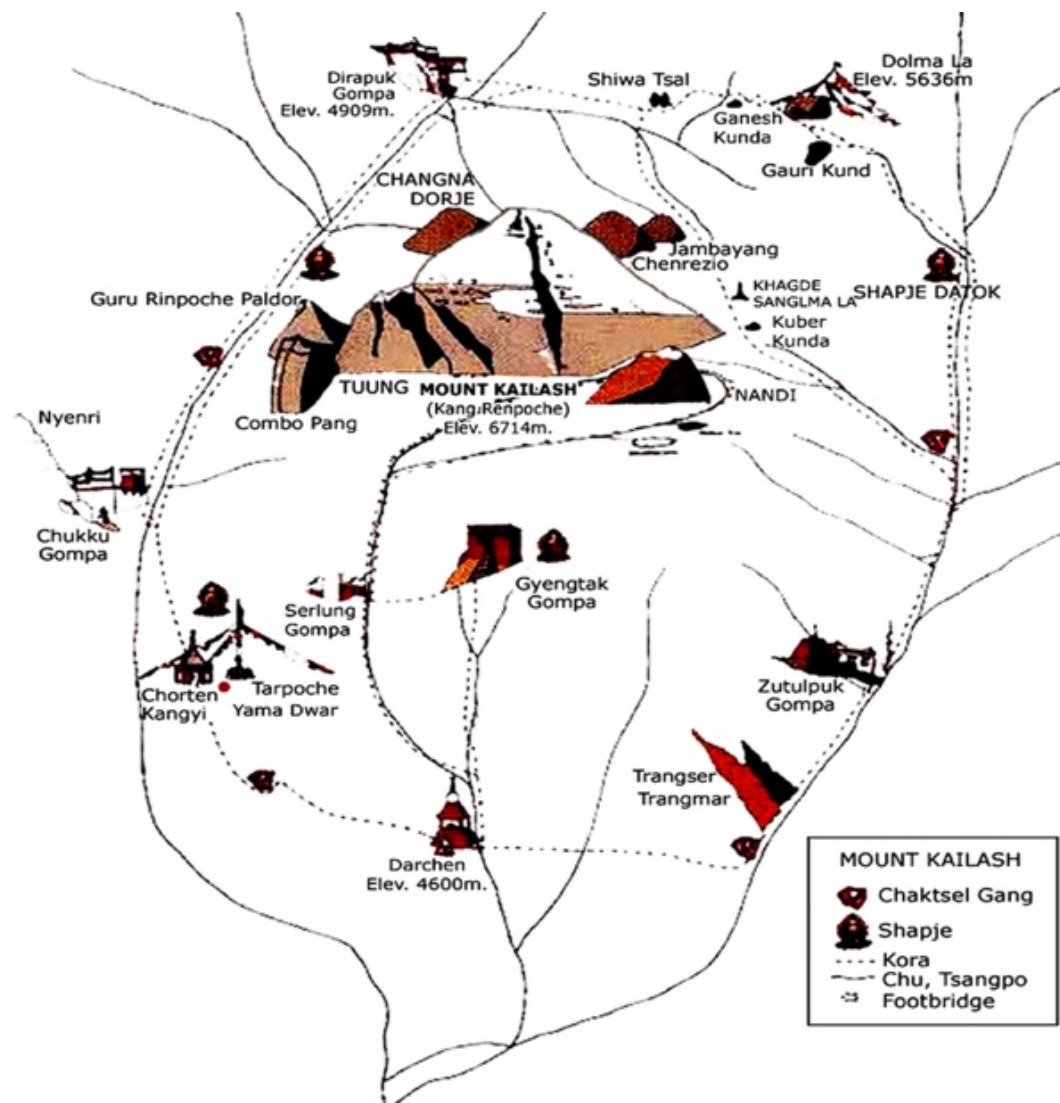 Dirapuk
Gompa
Elev. 4909m.
Shiwa Tsal
Dolma La
Elev. 5636m
Ganesh
Kunda
Gauri Kund
CHANGNA
DORJE
Jambayang
Chenrezio
Guru Rinpoche Paldor
KHAGDE
SANGLMA LA
SHAPJE DATOK
Kuber
Kunda
TUUNG
MOUNT KAILASH
(Kang Renpoche)
Elev. 6714m.
NANDI
Combo Pang
Nyenri
Chukku
Gompa
Gyengtak
Gompa
Serlung
Gompa
Chorten
Kangyi
Tarpoche
Yama Dwar
Zutulpuk
Gompa
Trangser
Trangmar
Darchen
Elev. 4600m.
MOUNT KAILASH
Chaktsel Gang
Shapje
Kora
Chu, Tsangpo
Footbridge